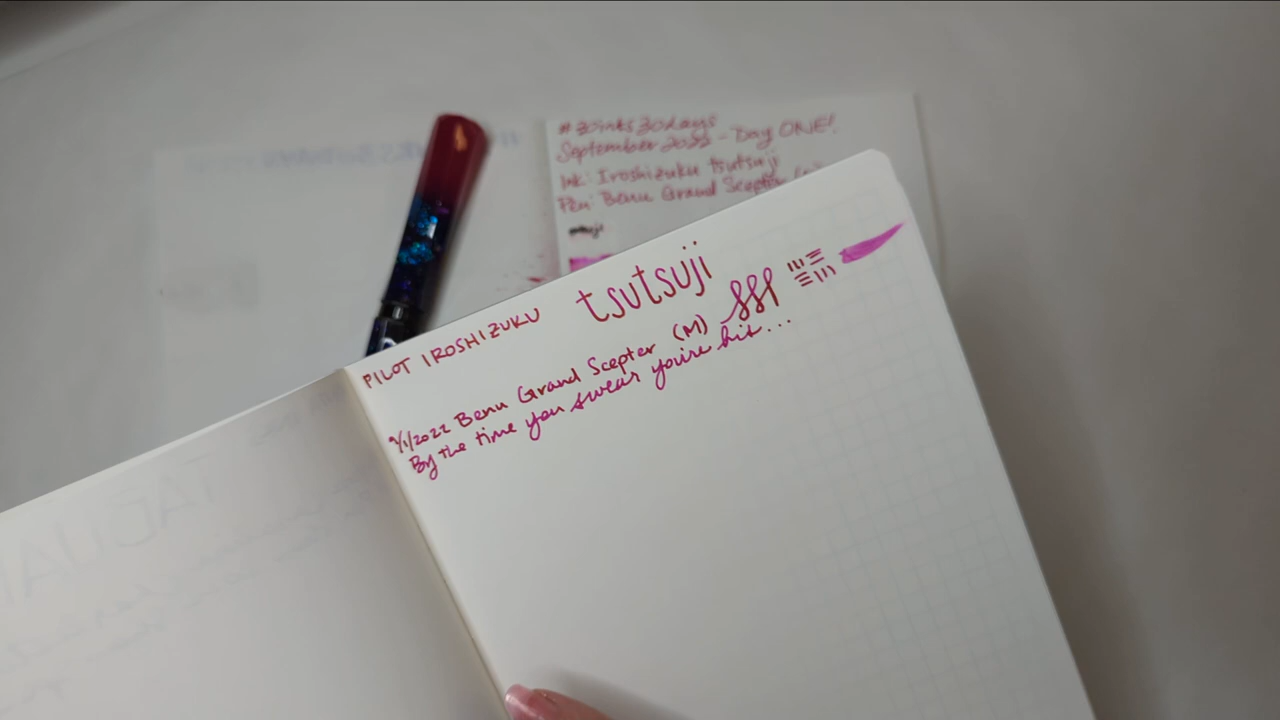 #30inks30days
September 2022 - Day ONE!
Ink: Iroshizuku tsutsuji
Pen: Benu Grand Scepter
PILOT IROSHIZUKU tsutsuji
9/1/2022 Benu Grand Scepter (M)
By the time you swear you're his...